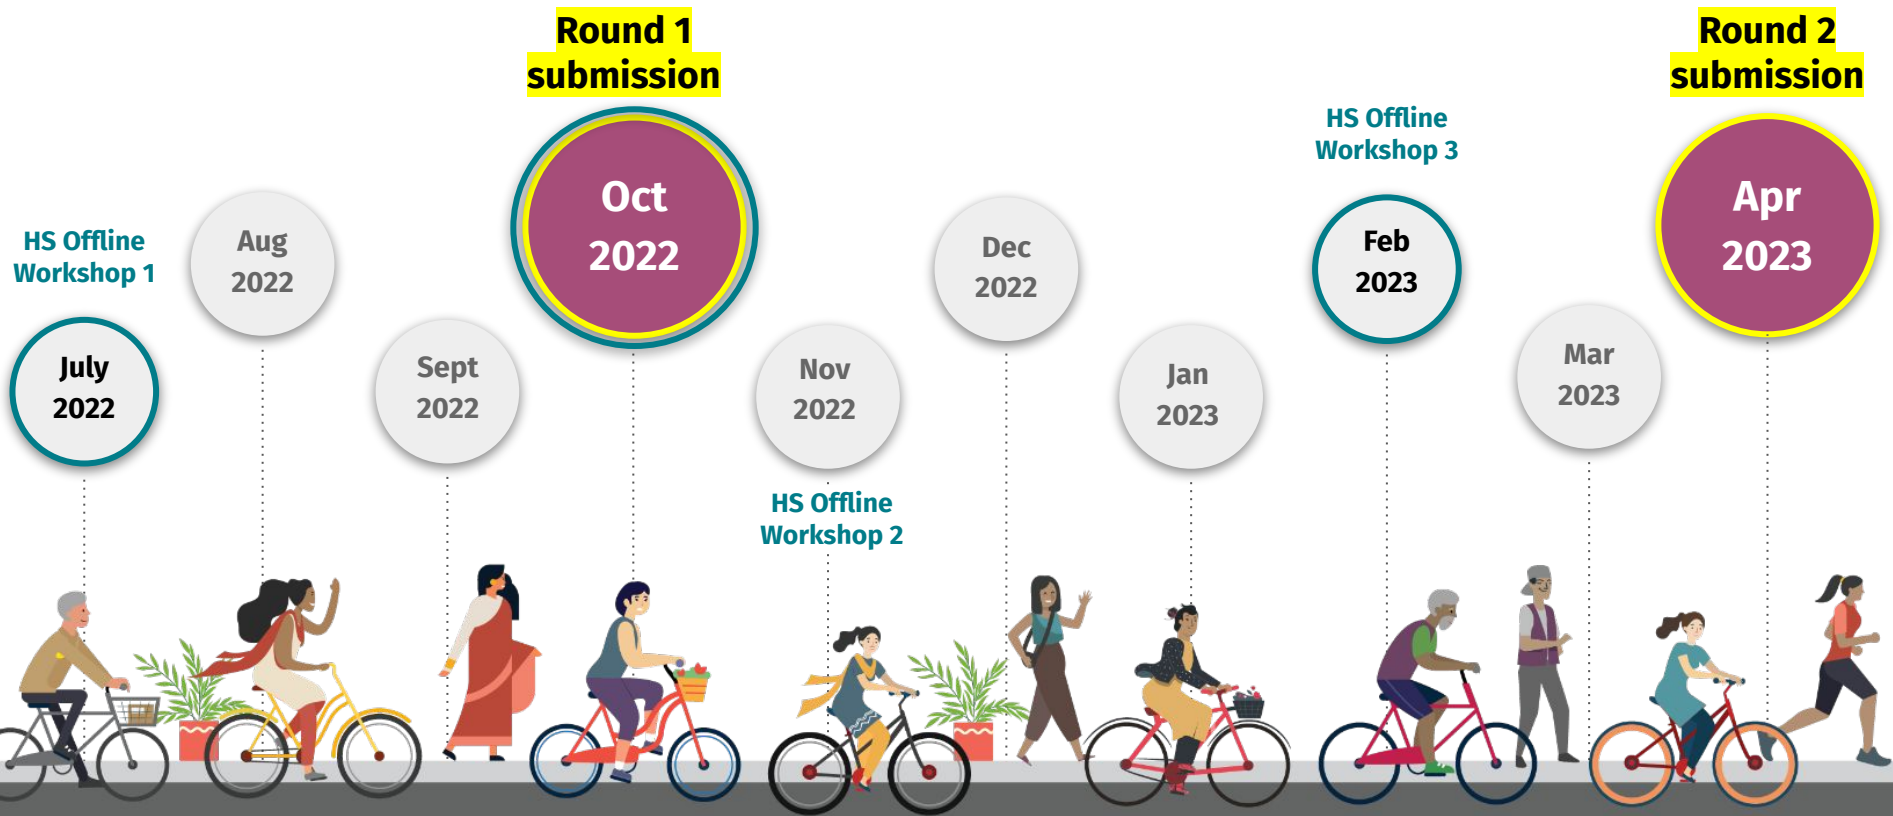 HS Offline
Workshop 1
July
2022
Aug
2022
Sept
2022
Round 1
submission
Oct
2022
Nov
2022
HS Offline
Workshop 2
Dec
2022
Jan
2023
HS Offline
Workshop 3
Feb
2023
Mar
2023
Round 2
submission
Apr
2023